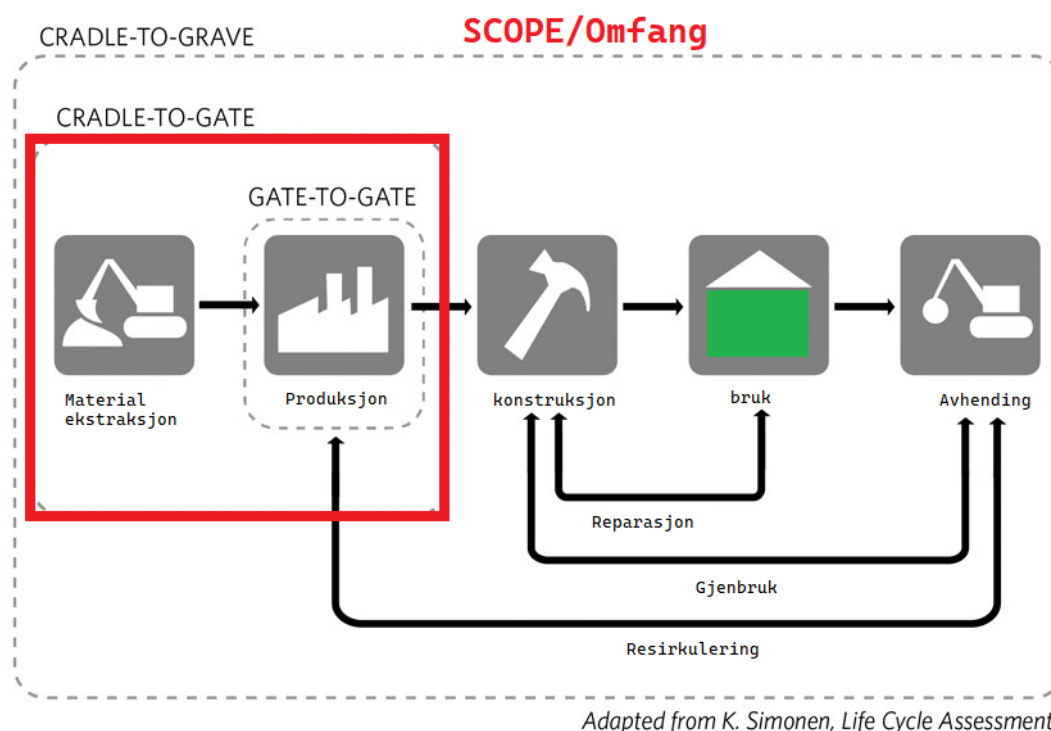 SCOPE/Omfang
CRADLE-TO-GRAVE
CRADLE-TO-GATE
GATE-TO-GATE
Material
ekstraksjon
Produksjon
konstruksjon
bruk
Avhending
Reparasjon
Gjenbruk
Resirkulering
Adapted from K. Simonen, Life Cycle Assessment